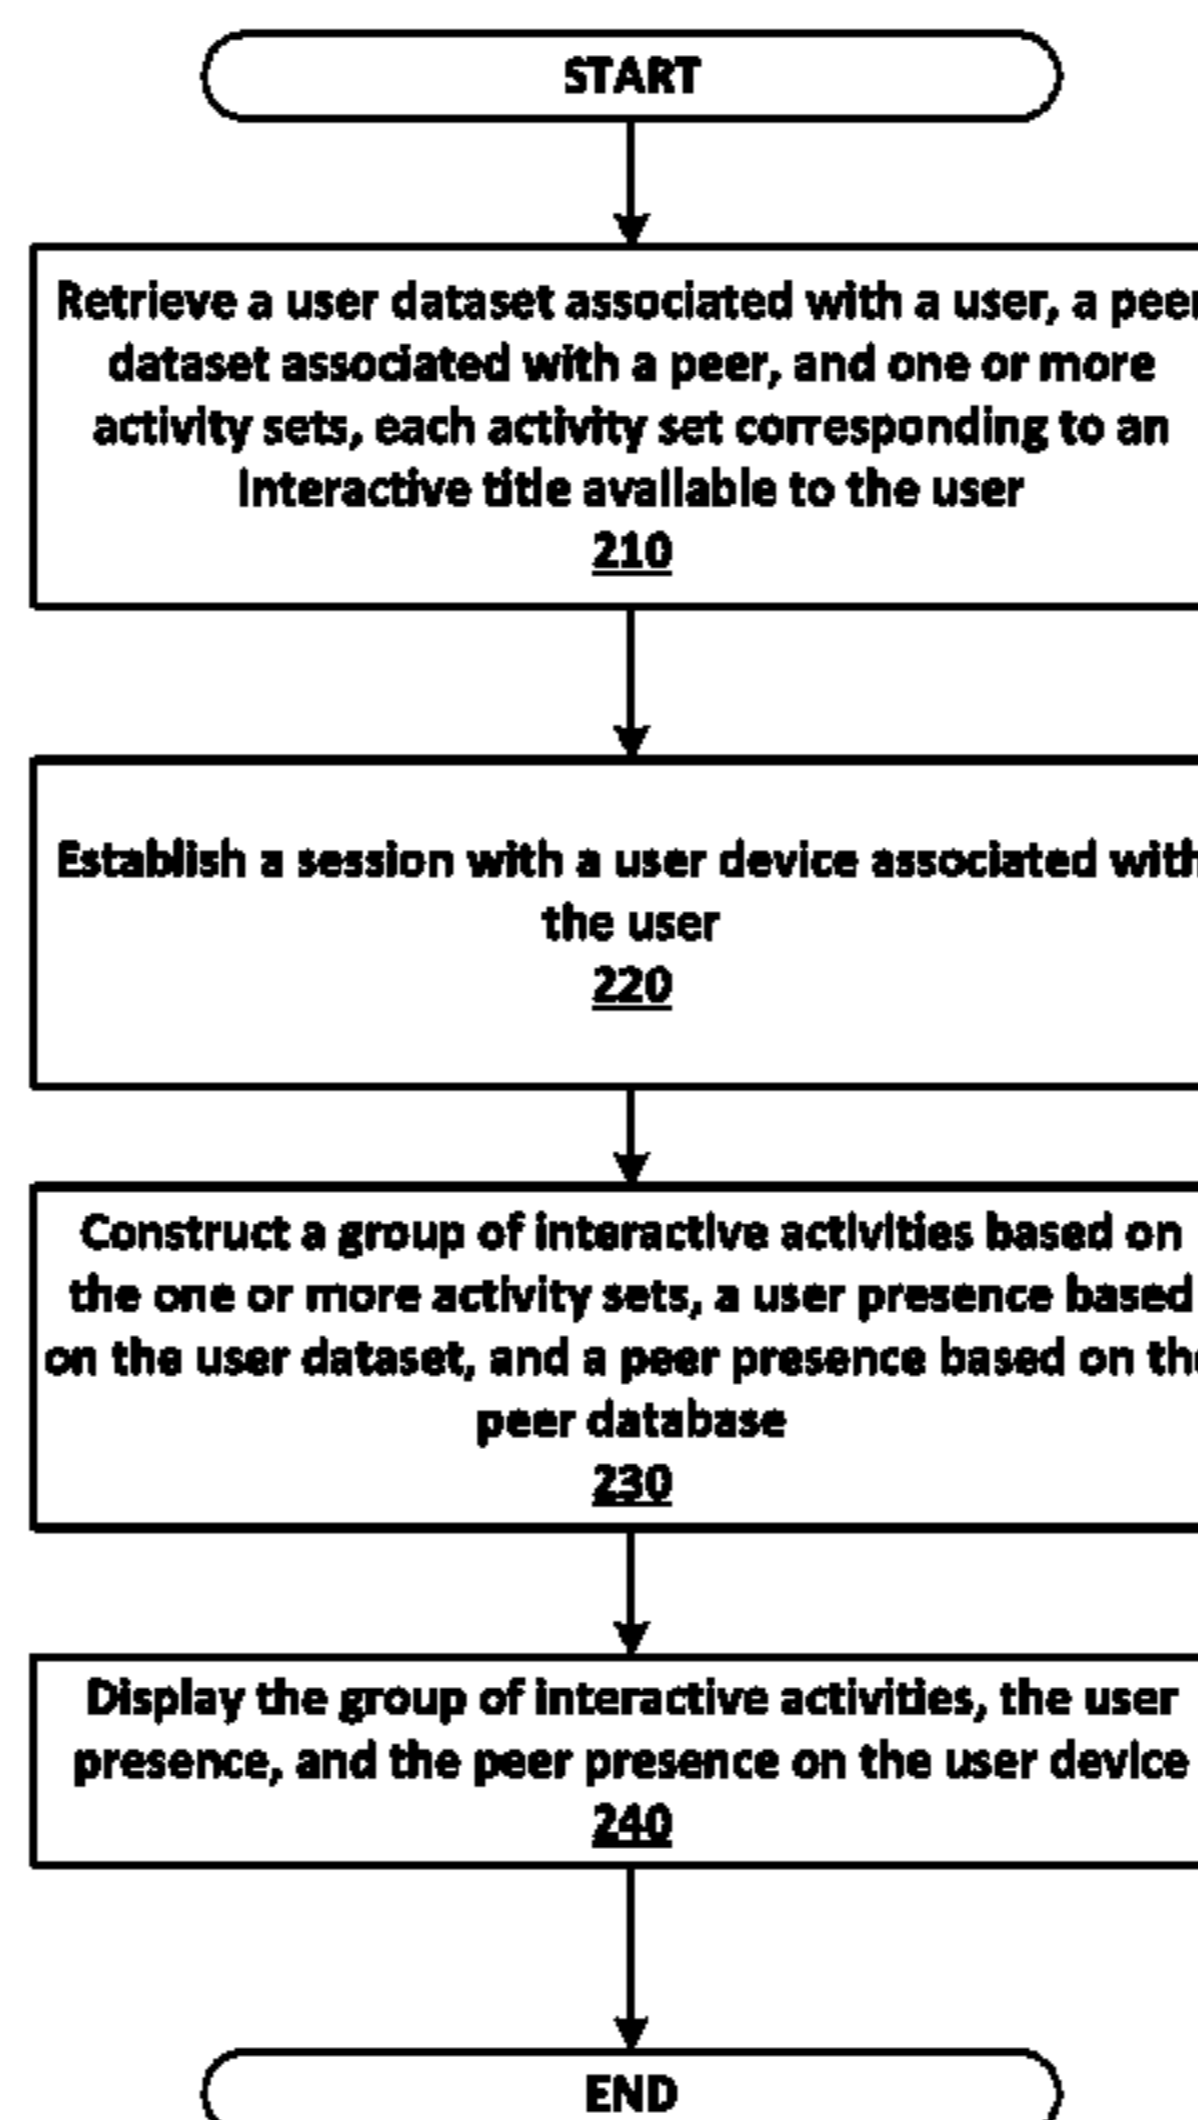 START
Retrieve a user dataset associated with a user, a peer
dataset associated with a peer, and one or more
activity sets, each activity set corresponding to an
interactive title available to the user
210
Establish a session with a user device associated with
the user
220
Construct a group of interactive activities based on
the one or more activity sets, a user presence based
on the user dataset, and a peer presence based on the
peer database
230
Display the group of interactive activities, the user
presence, and the peer presence on the user device
240
END